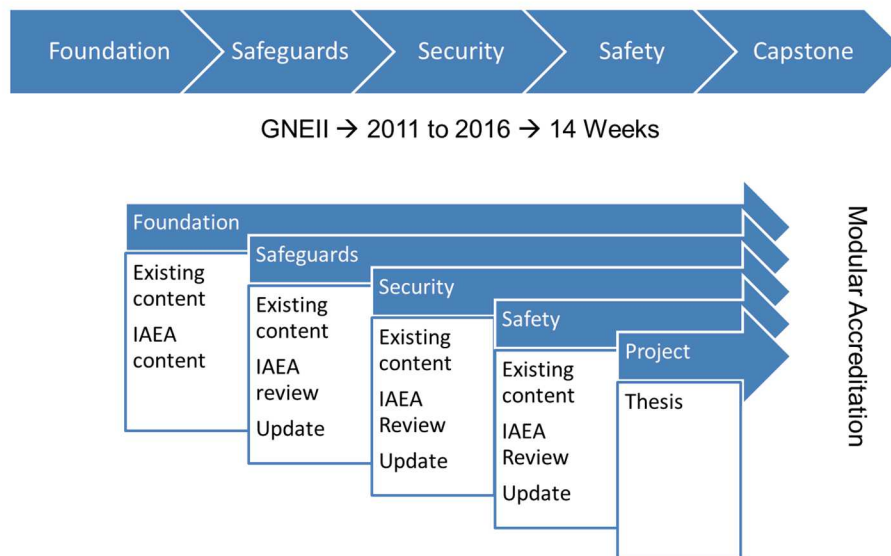 Foundation
Safeguards
Security
Safety
Capstone
GNEII → 2011 to 2016 → 14 Weeks
Foundation
Existing
content
IAEA
content
Safeguards
Existing
content
IAEA
review
Update
Security
Existing
content
IAEA
Review
Update
Safety
Existing
content
IAEA
Review
Update
Project
Thesis
Modular Accreditation